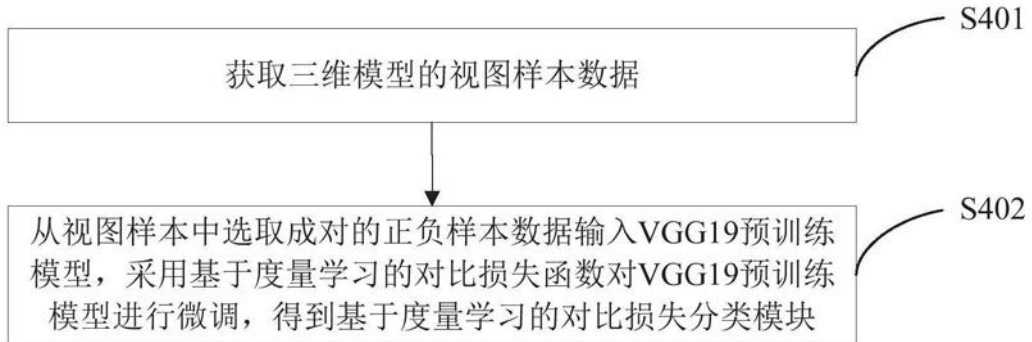 S401
获取三维模型的视图样本数据
S402
从视图样本中选取成对的正负样本数据输入VGG19预训练
模型，采用基于度量学习的对比损失函数对VGG19预训练
模型进行微调，得到基于度量学习的对比损失分类模块